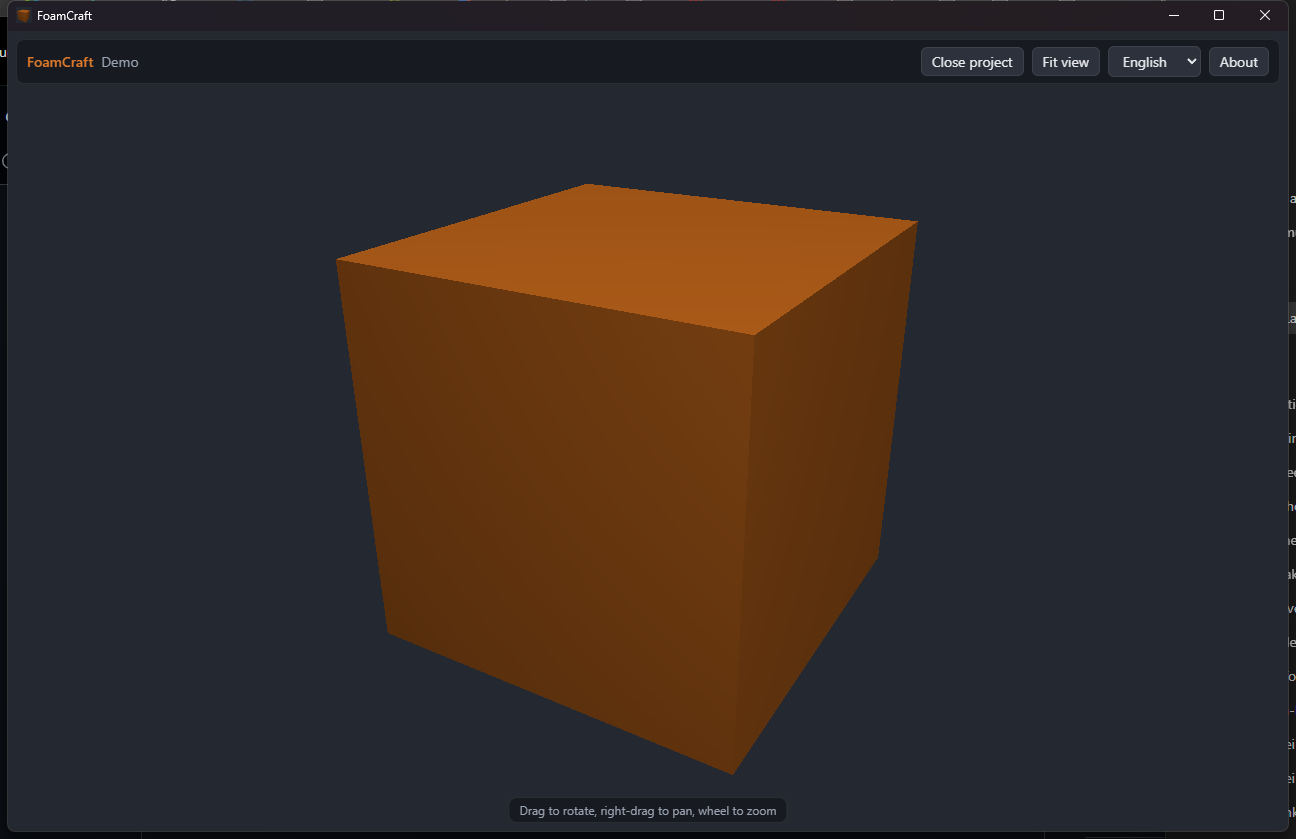 FoamCraft
FoamCraft Demo Close project Fit view English About
Drag to rotate, right-drag to pan, wheel to zoom